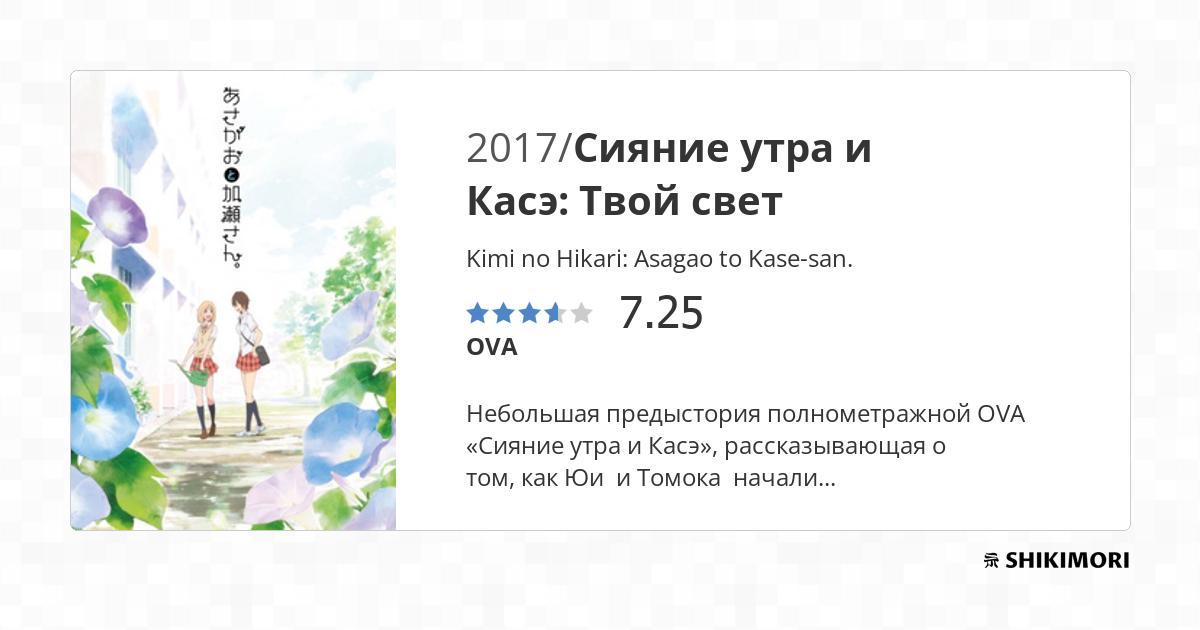 あさがおと加瀬さん。
2017/Сияние утра и
Касэ: Твой свет
Kimi no Hikari: Asagao to Kase-san.
7.25
OVA
Небольшая предыстория полнометражной OVA
«Сияние утра и Касэ», рассказывающая о
том, как Юи  и Томока  начали...
SHIKIMORI